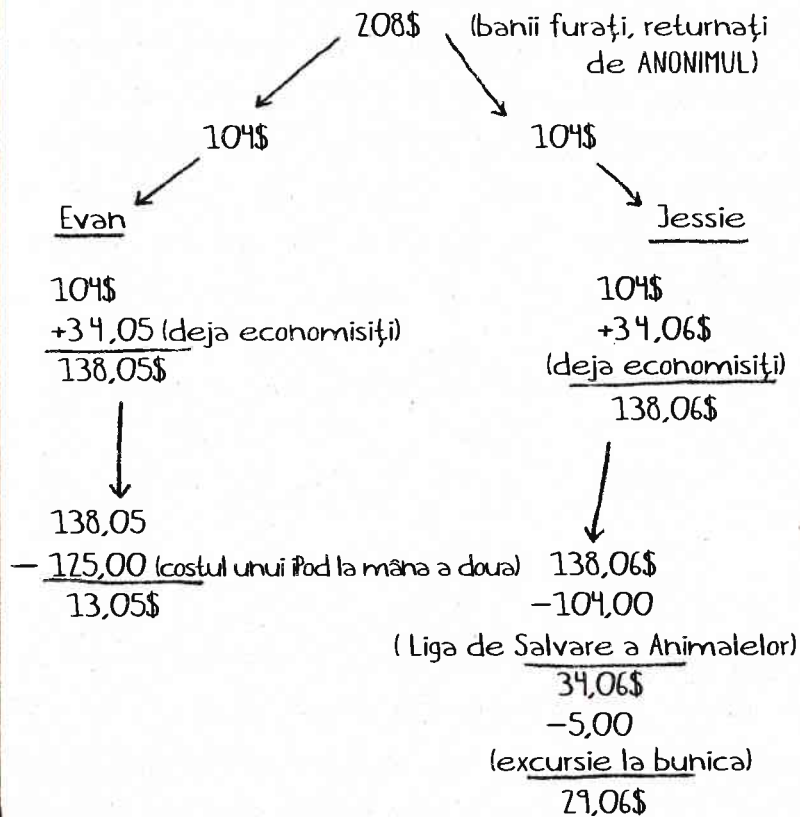 208$ (banii furați, returnați
de ANONIMUL)
104$ 104$
Evan
104$
+34,05 (deja economisiți)
138,05$
138,05
– 125,00 (costul unui iPod la mâna a doua)
13,05$
Jessie
104$
+34,06$
(deja economisiți)
138,06$
138,06$
–104,00
(Liga de Salvare a Animalelor)
34,06$
–5,00
(excursie la bunica)
29,06$